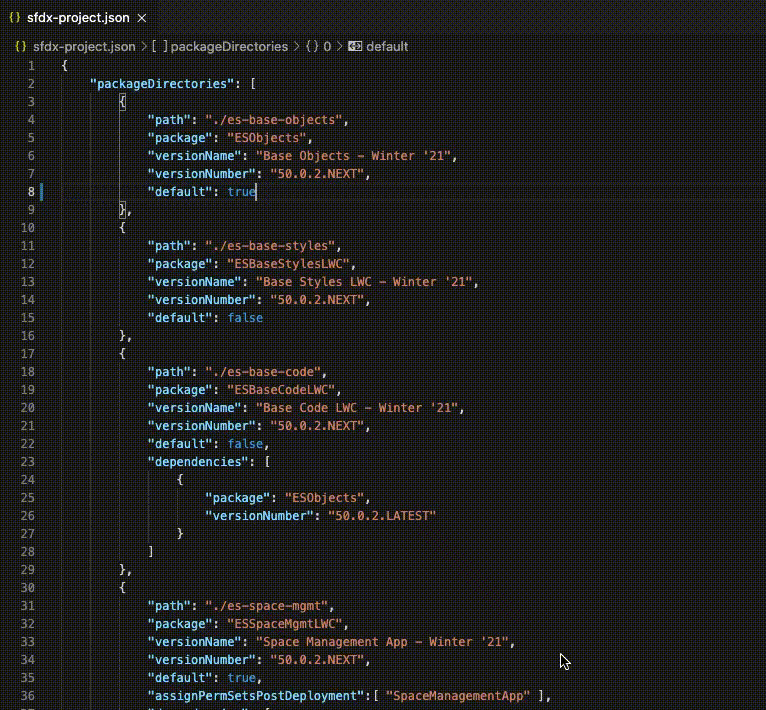 {} sfdx-project.json ×
{} sfdx-project.json > [ ] packageDirectories > {} 0 > default
1 {
2 "packageDirectories": [
3 {
4 "path": "./es-base-objects",
5 "package": "ESObjects",
6 "versionName": "Base Objects – Winter '21",
7 "versionNumber": "50.0.2.NEXT",
8 "default": true
9 },
10 {
11 "path": "./es-base-styles",
12 "package": "ESBaseStylesLWC",
13 "versionName": "Base Styles LWC – Winter '21",
14 "versionNumber": "50.0.2.NEXT",
15 "default": false
16 },
17 {
18 "path": "./es-base-code",
19 "package": "ESBaseCodeLWC",
20 "versionName": "Base Code LWC – Winter '21",
21 "versionNumber": "50.0.2.NEXT",
22 "default": false,
23 "dependencies": [
24 {
25 "package": "ESObjects",
26 "versionNumber": "50.0.2.LATEST"
27 }
28 ]
29 },
30 {
31 "path": "./es-space-mgmt",
32 "package": "ESSpaceMgmtLWC",
33 "versionName": "Space Management App – Winter '21",
34 "versionNumber": "50.0.2.NEXT",
35 "default": true,
36 "assignPermSetsPostDeployment":[ "SpaceManagementApp" ],